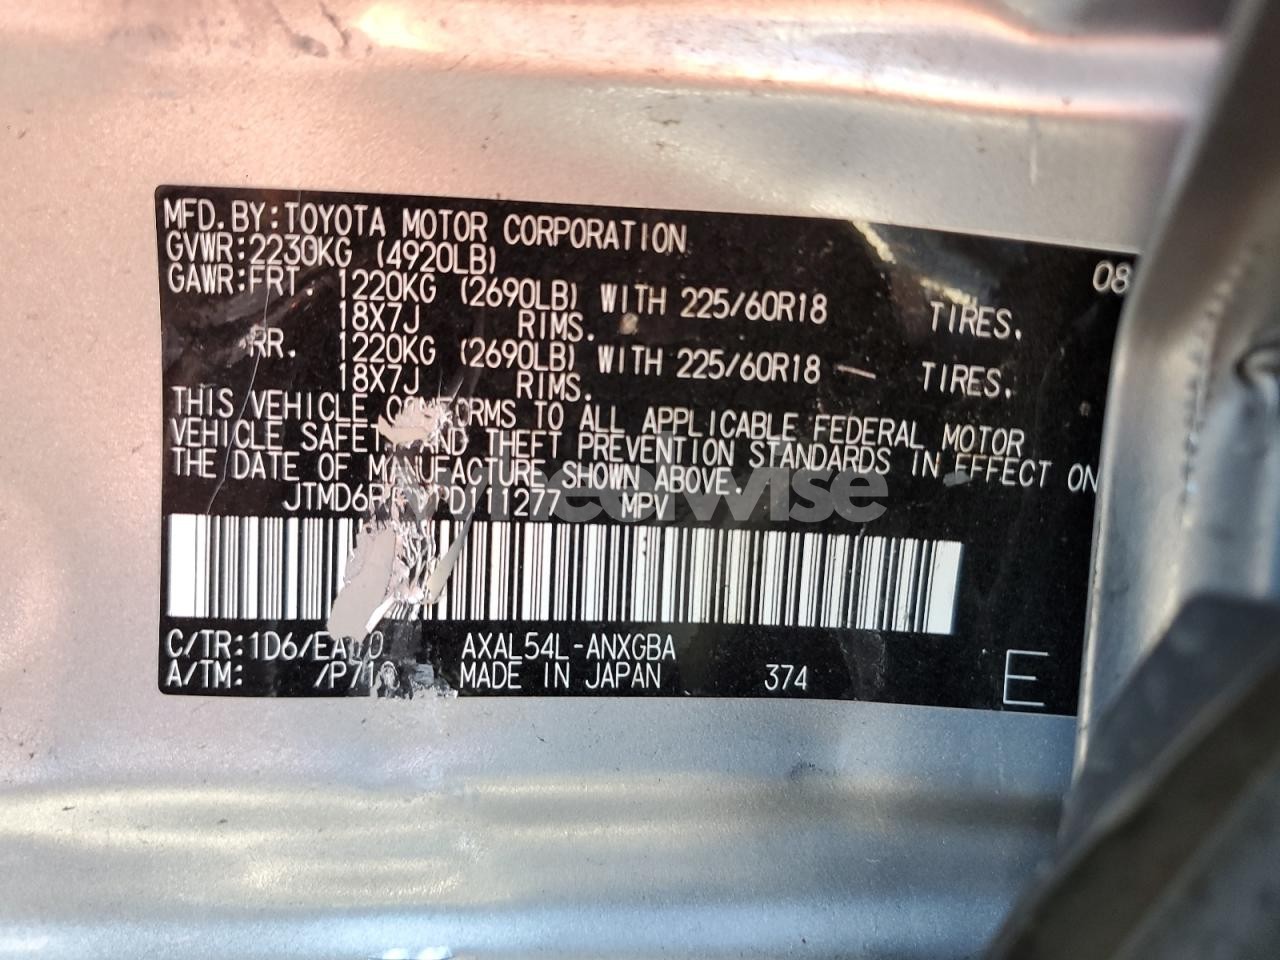 MFD.BY:TOYOTA MOTOR CORPORATION 08
GVWR:2230KG (4920LB)
GAWR:FRT. 1220KG (2690LB) WITH 225/60R18 TIRES.
18X7J RIMS.
RR. 1220KG (2690LB) WITH 225/60R18 TIRES.
18X7J RIMS.
THIS VEHICLE CONFORMS TO ALL APPLICABLE FEDERAL MOTOR
VEHICLE SAFETY AND THEFT PREVENTION STANDARDS IN EFFECT ON
THE DATE OF MANUFACTURE SHOWN ABOVE.
MPV
C/TR:1D6/ AXAL54L-ANXGBA
A/TM: MADE IN JAPAN 374
E